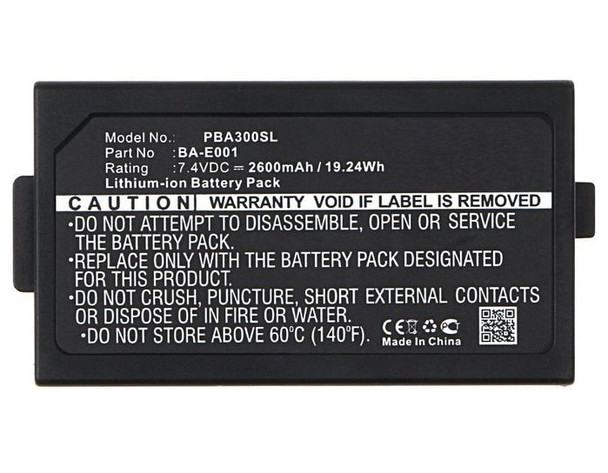 Model No.: PBA300SL
Part No : BA-E001
Rating : 7.4VDC ⎓ 2600mAh / 19.24Wh
Lithium-ion Battery Pack
CAUTION WARRANTY VOID IF LABEL IS REMOVED
•DO NOT ATTEMPT TO DISASSEMBLE, OPEN OR SERVICE
THE BATTERY PACK.
•REPLACE ONLY WITH THE BATTERY PACK DESIGNATED
FOR THIS APPLICATION.
•DO NOT CRUSH, PUNCTURE, SHORT EXTERNAL CONTACTS
OR DISPOSE OF IN FIRE OR WATER.
•DO NOT STORE ABOVE 60°C (140°F).
CE
Made In China